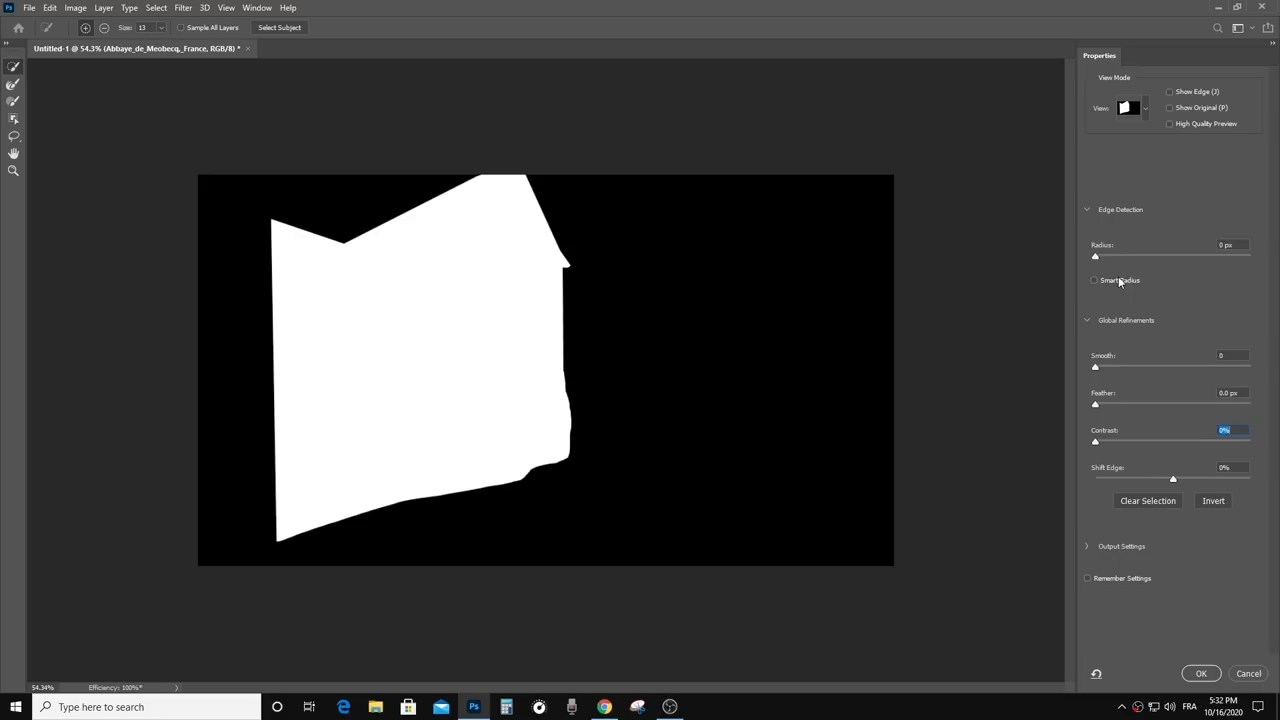 Ps File Edit Image Layer Type Select Filter 3D View Window Help
Size: 13 Sample All Layers Select Subject
Untitled-1 @ 54.3% (Abbaye_de_Meobecq,_France, RGB/8) * ×
Properties
View Mode
Show Edge (J)
View: Show Original (P)
High Quality Preview
Edge Detection
Radius: 0 px
Smart Radius
Global Refinements
Smooth: 0
Feather: 0.0 px
Contrast: 0%
Shift Edge: 0%
Clear Selection Invert
Output Settings
Remember Settings
OK Cancel
54.34% Efficiency: 100%*
Type here to search
Ps
FRA
5:32 PM
10/16/2020